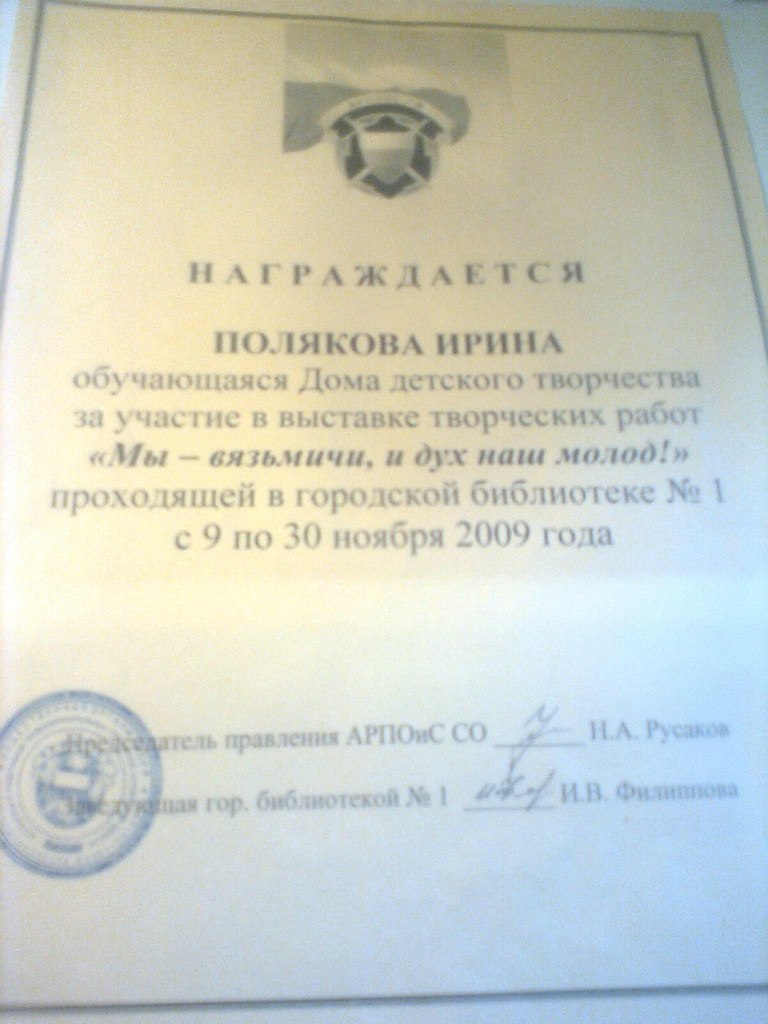 НАГРАЖДАЕТСЯ
ПОЛЯКОВА ИРИНА
обучающаяся Дома детского творчества
за участие в выставке творческих работ
«Мы – вязьмичи, и дух наш молод!»
проходящей в городской библиотеке № 1
с 9 по 30 ноября 2009 года
Председатель правления АРПОиС СО Н.А. Русаков
Заведующая гор. библиотекой № 1 И.В. Филиппова